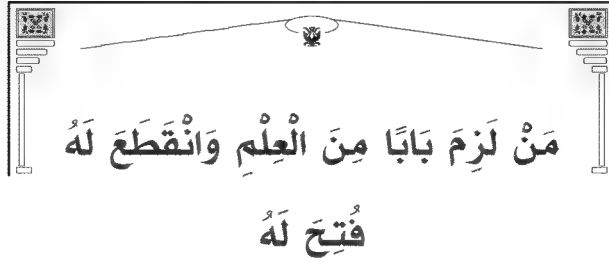 مَنْ لَزِمَ بَابًا مِنَ الْعِلْمِ وَانْقَطَعَ لَهُ
فُتِحَ لَهُ